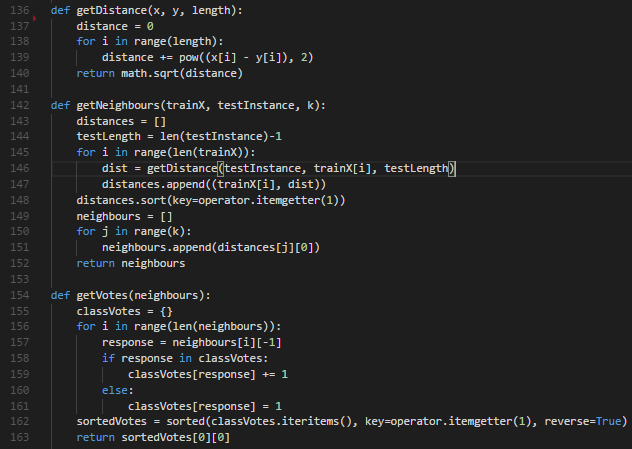 136 def getDistance(x, y, length):
137     distance = 0
138     for i in range(length):
139         distance += pow((x[i] - y[i]), 2)
140     return math.sqrt(distance)
141
142 def getNeighbours(trainX, testInstance, k):
143     distances = []
144     testLength = len(testInstance)-1
145     for i in range(len(trainX)):
146         dist = getDistance(testInstance, trainX[i], testLength)
147         distances.append((trainX[i], dist))
148     distances.sort(key=operator.itemgetter(1))
149     neighbours = []
150     for j in range(k):
151         neighbours.append(distances[j][0])
152     return neighbours
153
154 def getVotes(neighbours):
155     classVotes = {}
156     for i in range(len(neighbours)):
157         response = neighbours[i][-1]
158         if response in classVotes:
159             classVotes[response] += 1
160         else:
161             classVotes[response] = 1
162     sortedVotes = sorted(classVotes.iteritems(), key=operator.itemgetter(1), reverse=True)
163     return sortedVotes[0][0]